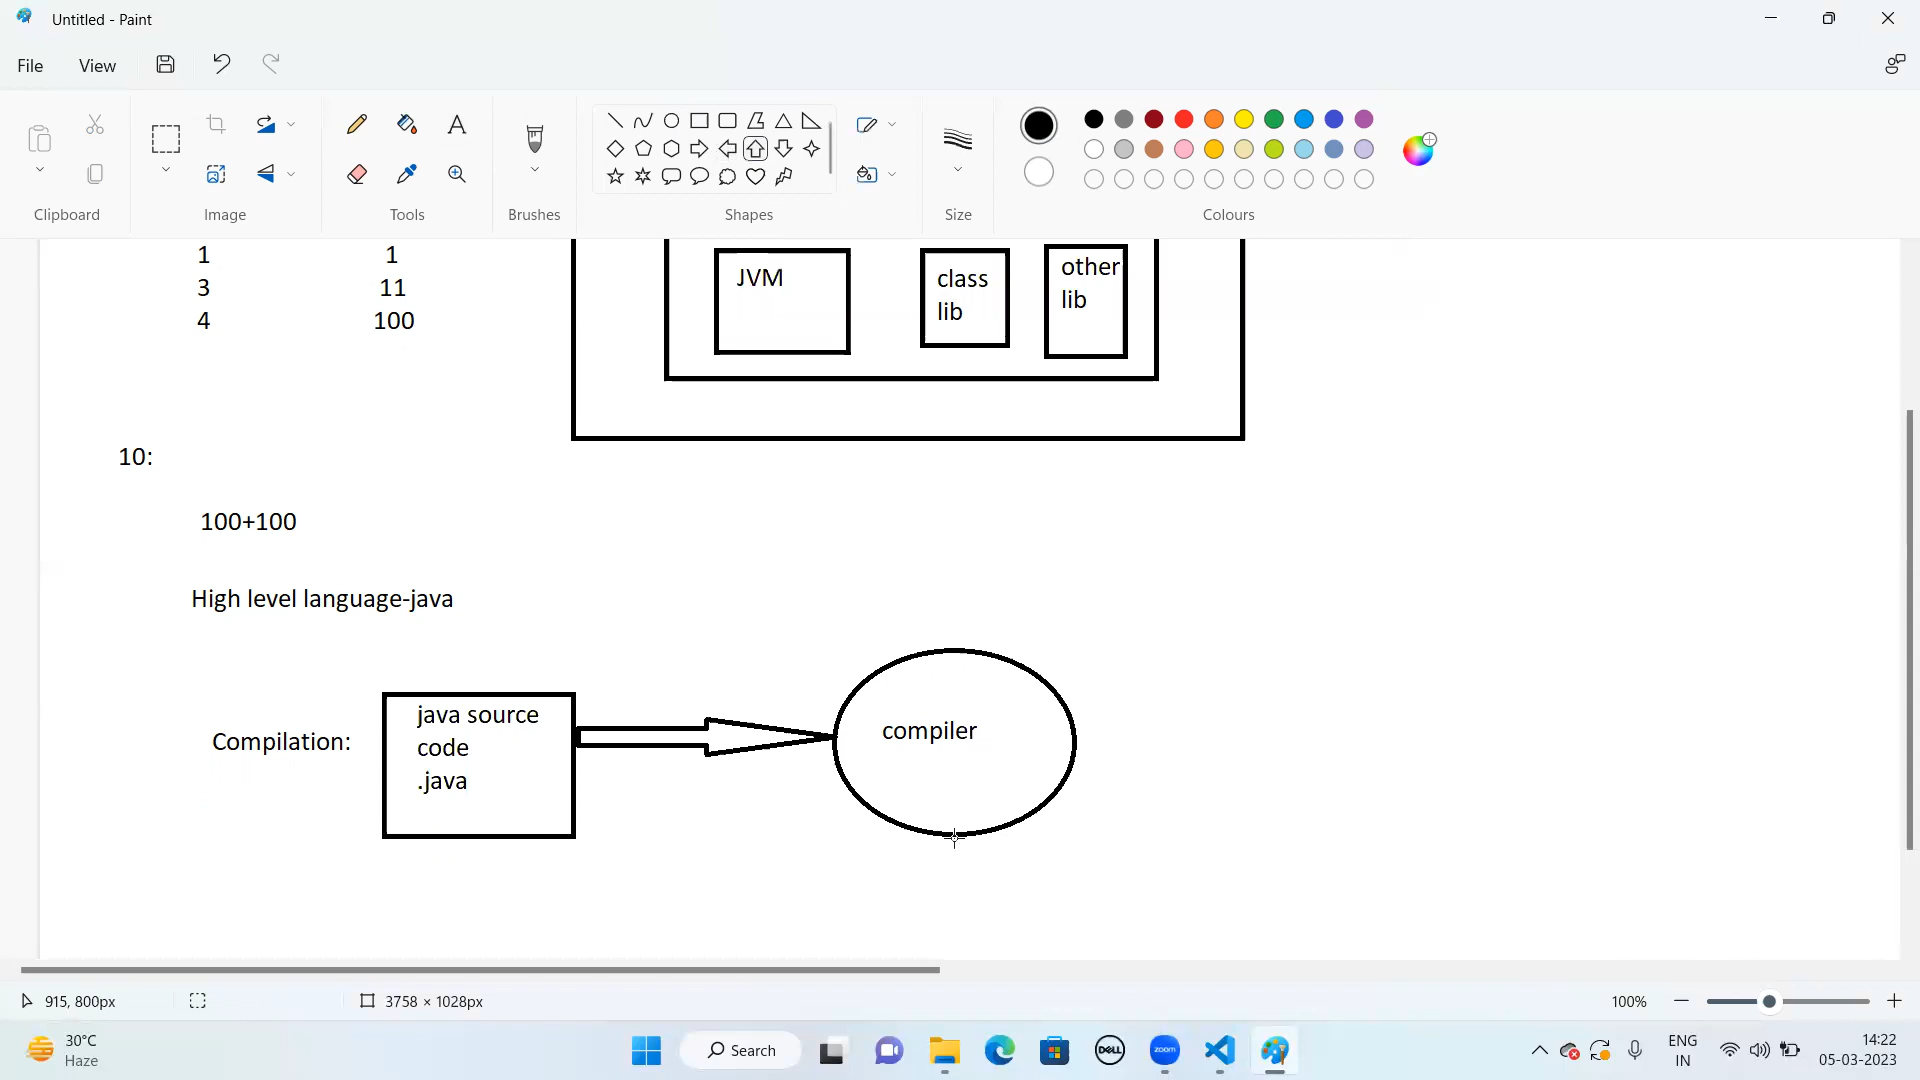 Untitled - Paint
File
View
Clipboard
Image
Tools
Brushes
Shapes
Size
Colours
1 1
3 11
4 100
JVM
class
lib
other
lib
10:
100+100
High level language-java
Compilation:
java source
code
.java
compiler
915, 800px
3758 × 1028px
100%
30°C
Haze
Search
DELL
zoom
ENG
IN
14:22
05-03-2023